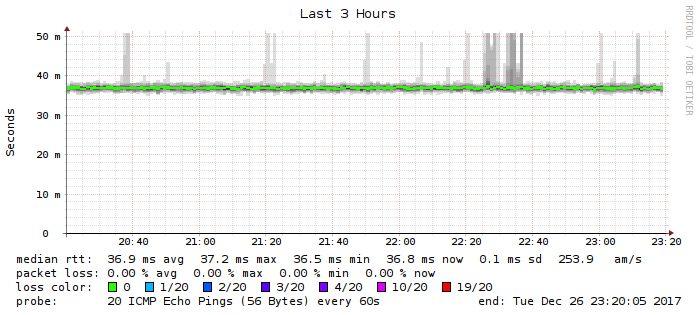 Last 3 Hours
RRDTOOL / TOBI OETIKER
Seconds
50 m
40 m
30 m
20 m
10 m
0
20:40 21:00 21:20 21:40 22:00 22:20 22:40 23:00 23:20
median rtt: 36.9 ms avg 37.2 ms max 36.5 ms min 36.8 ms now 0.1 ms sd 253.9 am/s
packet loss: 0.00 % avg 0.00 % max 0.00 % min 0.00 % now
loss color: 0 1/20 2/20 3/20 4/20 10/20 19/20
probe: 20 ICMP Echo Pings (56 Bytes) every 60s end: Tue Dec 26 23:20:05 2017